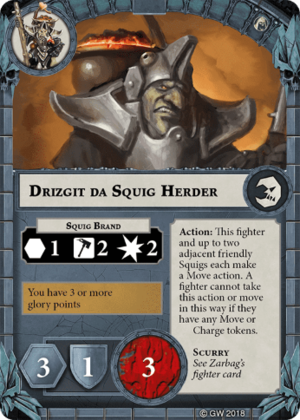 DRIZGIT DA SQUIG HERDER
SQUIG BRAND
1 2 2
You have 3 or more
glory points
Action: This fighter
and up to two
adjacent friendly
Squigs each make
a Move action. A
fighter cannot take
this action or move
in this way if they
have any Move or
Charge tokens.
SCURRY
See Zarbag's
fighter card
3 1 3
© GW 2018